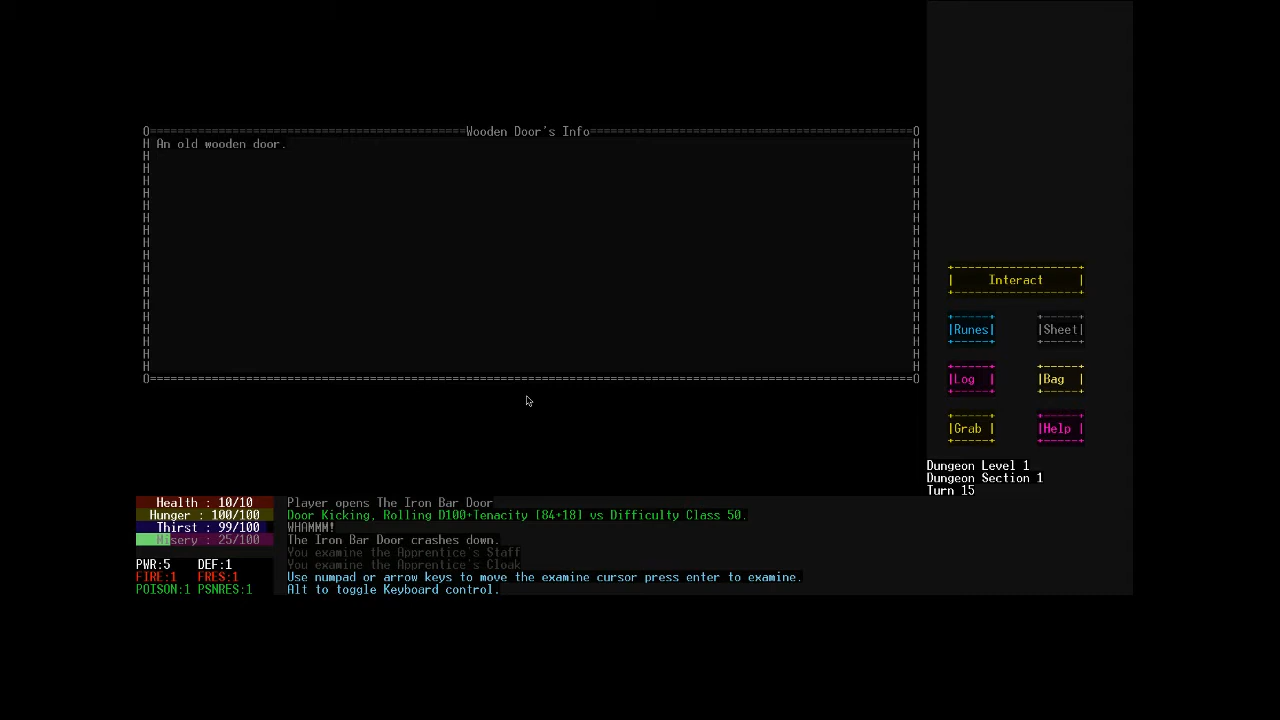 Wooden Door's Info
An old wooden door.
Interact
Runes
Sheet
Log
Bag
Grab
Help
Dungeon Level 1
Dungeon Section 1
Turn 15
Health : 10/10
Hunger : 100/100
Thirst : 99/100
Misery : 25/100
PWR:5 DEF:1
FIRE:1 FRES:1
POISON:1 PSNRES:1
Player opens The Iron Bar Door
Door Kicking, Rolling D100+Tenacity [84+18] vs Difficulty Class 50.
WHAMMM!
The Iron Bar Door crashes down.
You examine the Apprentice's Staff
You examine the Apprentice's Cloak
Use numpad or arrow keys to move the examine cursor press enter to examine.
Alt to toggle Keyboard control.